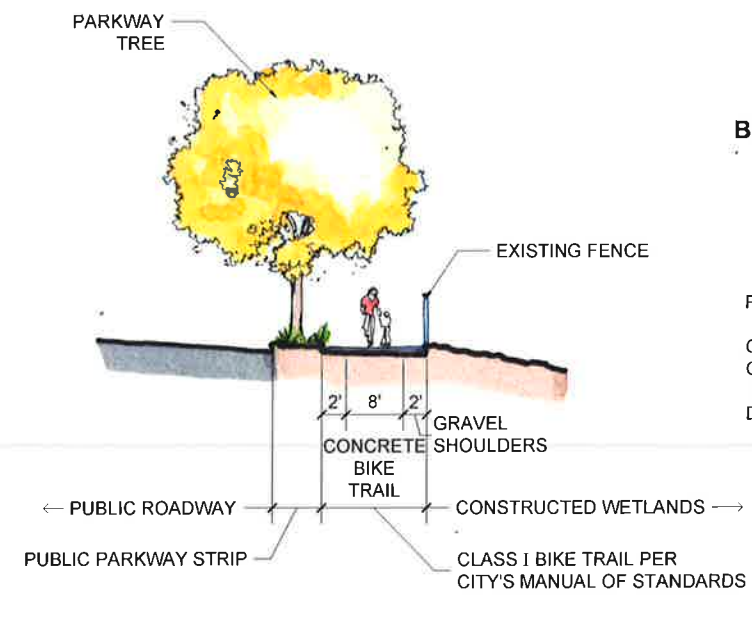 PARKWAY
TREE
B
EXISTING FENCE
2' 8' 2'
GRAVEL
SHOULDERS
CONCRETE
BIKE
TRAIL
← PUBLIC ROADWAY
CONSTRUCTED WETLANDS →
PUBLIC PARKWAY STRIP
CLASS I BIKE TRAIL PER
CITY'S MANUAL OF STANDARDS